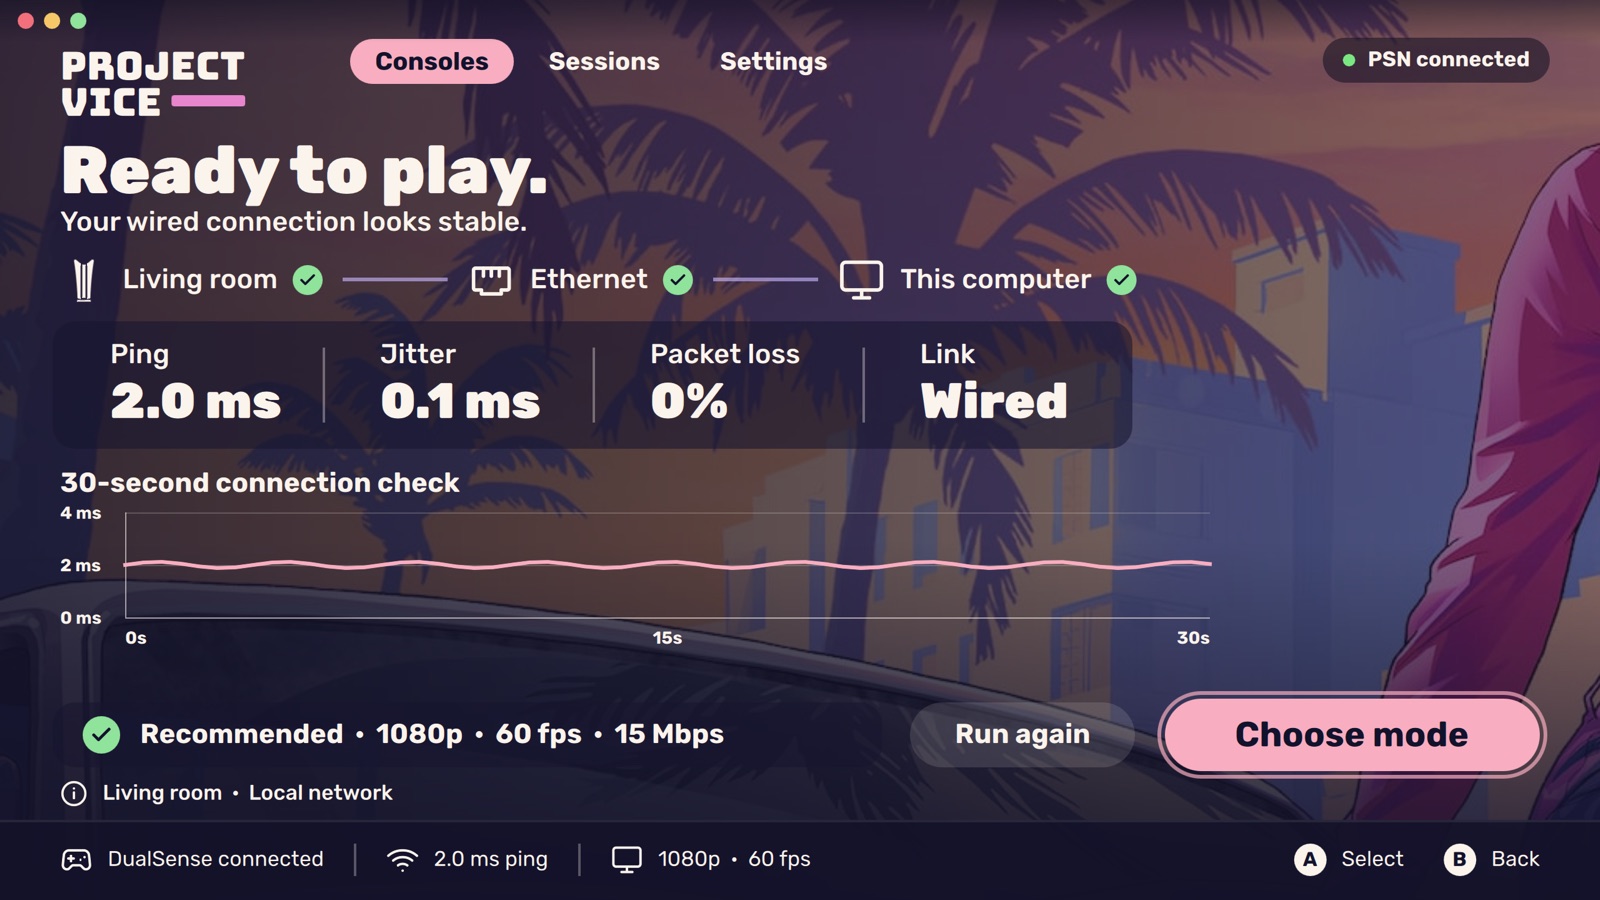 PROJECT
VICE
Consoles
Sessions
Settings
PSN connected
Ready to play.
Your wired connection looks stable.
Living room
Ethernet
This computer
Ping
2.0 ms
Jitter
0.1 ms
Packet loss
0%
Link
Wired
30-second connection check
4 ms
2 ms
0 ms
0s
15s
30s
Recommended • 1080p • 60 fps • 15 Mbps
Run again
Choose mode
Living room • Local network
DualSense connected
2.0 ms ping
1080p • 60 fps
A Select
B Back